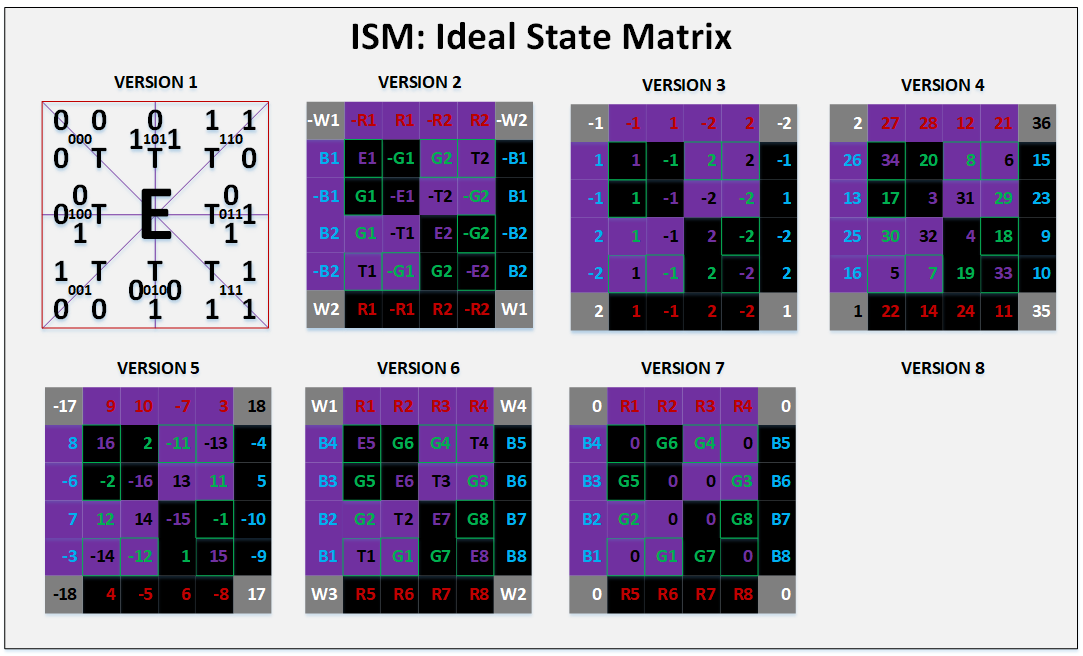 ISM: Ideal State Matrix
VERSION 1
VERSION 2
VERSION 3
VERSION 4
0 0 0 1 1
000 1101 1 110
0 T T T 0
0 0
0 100 T E T 011 1
1 1
1 T T T 1
001 0 010 0 111
0 0 1 1 1
-W1 -R1 R1 -R2 R2 -W2
B1 E1 -G1 G2 T2 -B1
-B1 G1 -E1 -T2 -G2 B1
B2 G1 -T1 E2 -G2 -B2
-B2 T1 -G1 G2 -E2 B2
W2 R1 -R1 R2 -R2 W1
-1 -1 1 -2 2 -2
1 1 -1 2 2 -1
-1 1 -1 -2 -2 1
2 1 -1 2 -2 -2
-2 1 -1 2 -2 2
2 1 -1 2 -2 1
2 27 28 12 21 36
26 34 20 8 6 15
13 17 3 31 29 23
25 30 32 4 18 9
16 5 7 19 33 10
1 22 14 24 11 35
VERSION 5
VERSION 6
VERSION 7
VERSION 8
-17 9 10 -7 3 18
8 16 2 -11 -13 -4
-6 -2 -16 13 11 5
7 12 14 -15 -1 -10
-3 -14 -12 1 15 -9
-18 4 -5 6 -8 17
W1 R1 R2 R3 R4 W4
B4 E5 G6 G4 T4 B5
B3 G5 E6 T3 G3 B6
B2 G2 T2 E7 G8 B7
B1 T1 G1 G7 E8 B8
W3 R5 R6 R7 R8 W2
0 R1 R2 R3 R4 0
B4 0 G6 G4 0 B5
B3 G5 0 0 G3 B6
B2 G2 0 0 G8 B7
B1 0 G1 G7 0 B8
0 R5 R6 R7 R8 0